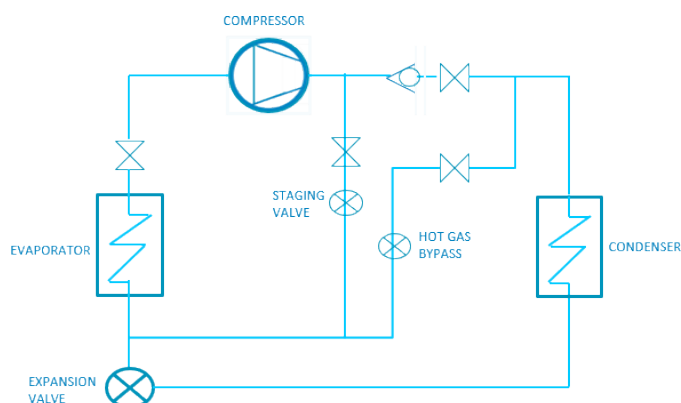 COMPRESSOR
STAGING
VALVE
HOT GAS
BYPASS
EVAPORATOR
CONDENSER
EXPANSION
VALVE